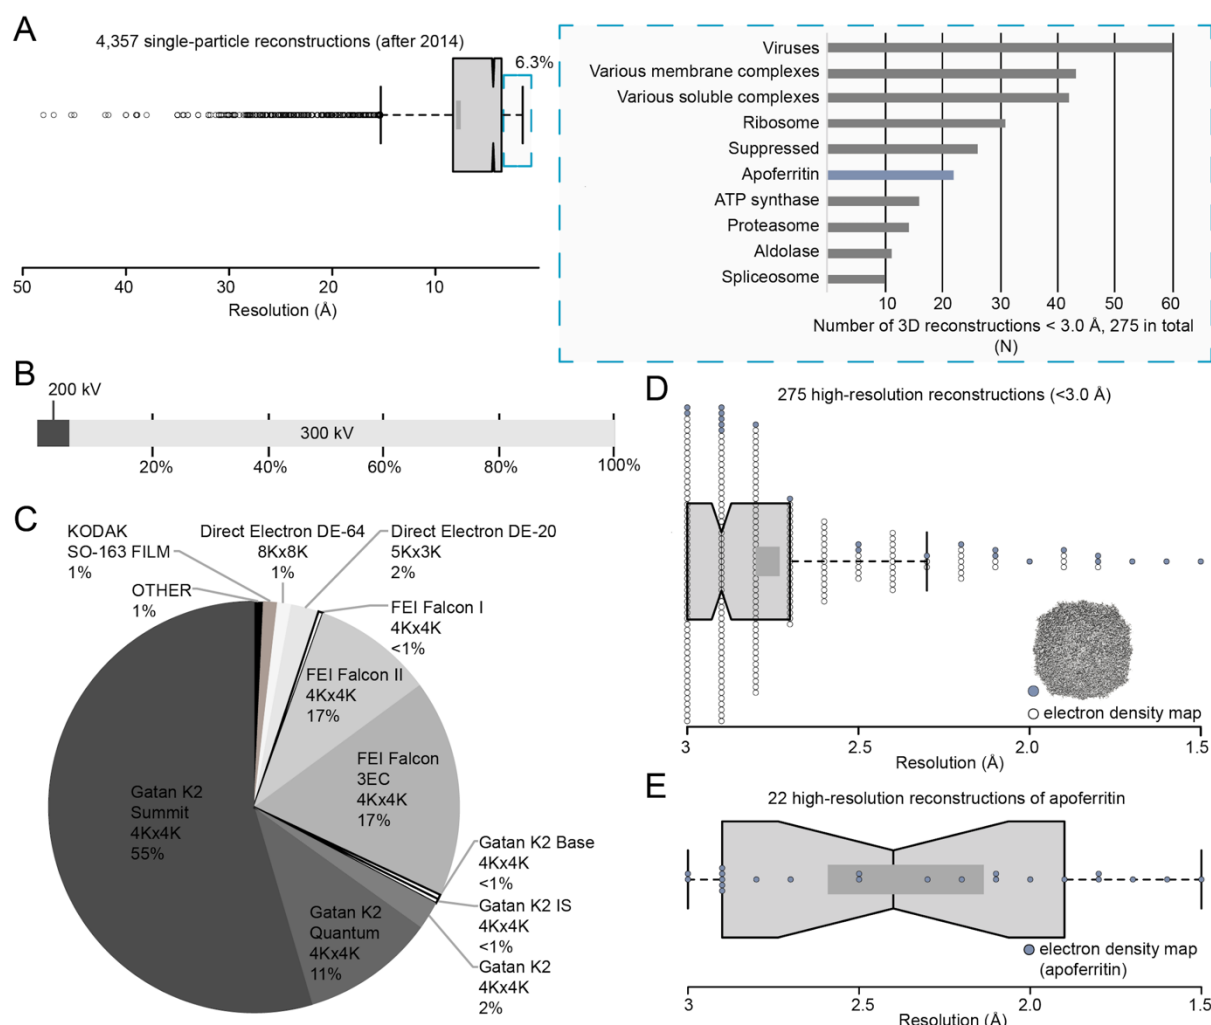 A
4,357 single-particle reconstructions (after 2014)
6.3%
50
40
30
20
10
Resolution (Å)
Viruses
Various membrane complexes
Various soluble complexes
Ribosome
Suppressed
Apoferritin
ATP synthase
Proteasome
Aldolase
Spliceosome
10
20
30
40
50
60
Number of 3D reconstructions < 3.0 Å, 275 in total
(N)
B
200 kV
300 kV
20%
40%
60%
80%
100%
C
KODAK
SO-163 FILM
1%
OTHER
1%
Direct Electron DE-64
8Kx8K
1%
Direct Electron DE-20
5Kx3K
2%
FEI Falcon I
4Kx4K
<1%
FEI Falcon II
4Kx4K
17%
FEI Falcon
3EC
4Kx4K
17%
Gatan K2 Base
4Kx4K
<1%
Gatan K2 IS
4Kx4K
<1%
Gatan K2
4Kx4K
2%
Gatan K2
Quantum
4Kx4K
11%
Gatan K2
Summit
4Kx4K
55%
D
275 high-resolution reconstructions (<3.0 Å)
electron density map
3
2.5
2.0
1.5
Resolution (Å)
E
22 high-resolution reconstructions of apoferritin
electron density map
(apoferritin)
3
2.5
2.0
1.5
Resolution (Å)